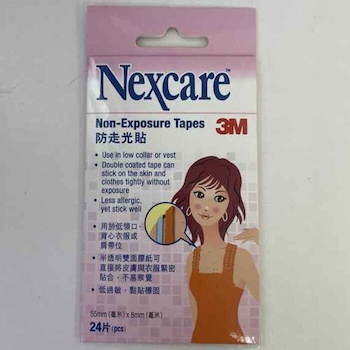 Nexcare™
Non-Exposure Tapes
3M
防走光貼
• Use in low collar or vest
• Double coated tape can
stick on the skin and
clothes tightly without
exposure
• Less allergic,
yet stick well
• 用於低領口、
背心衣服或
肩帶位
• 半透明雙面膠紙可
直接將皮膚與衣服緊密
貼合，不易察覺
• 低過敏，黏貼穩固
55mm (毫米) x 8mm (毫米)
24片 (pcs)